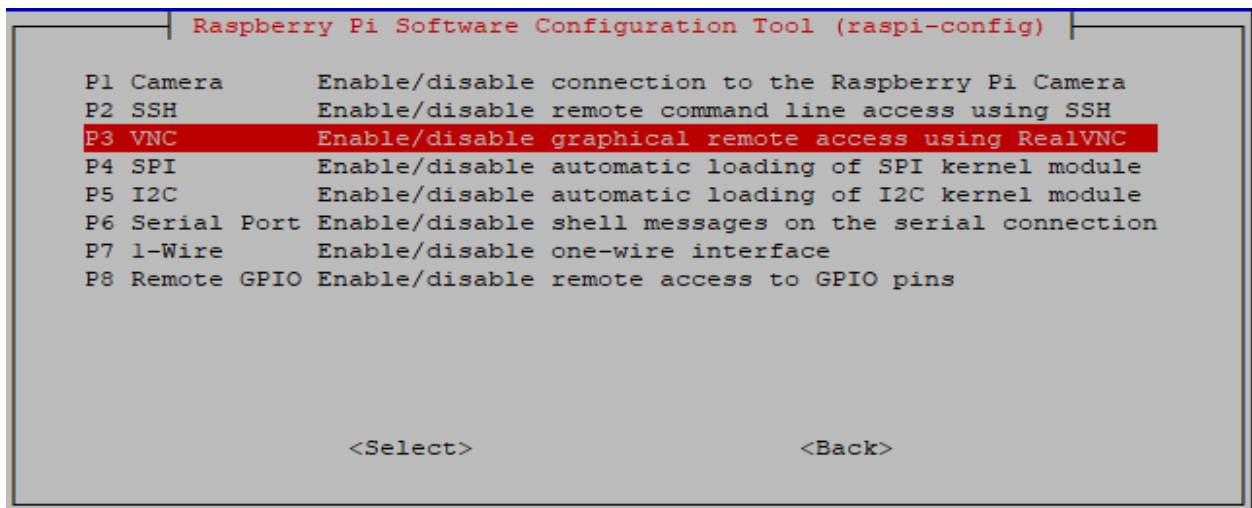 Raspberry Pi Software Configuration Tool (raspi-config)
P1 Camera Enable/disable connection to the Raspberry Pi Camera
P2 SSH Enable/disable remote command line access using SSH
P3 VNC Enable/disable graphical remote access using RealVNC
P4 SPI Enable/disable automatic loading of SPI kernel module
P5 I2C Enable/disable automatic loading of I2C kernel module
P6 Serial Port Enable/disable shell messages on the serial connection
P7 1-Wire Enable/disable one-wire interface
P8 Remote GPIO Enable/disable remote access to GPIO pins
<Select> <Back>